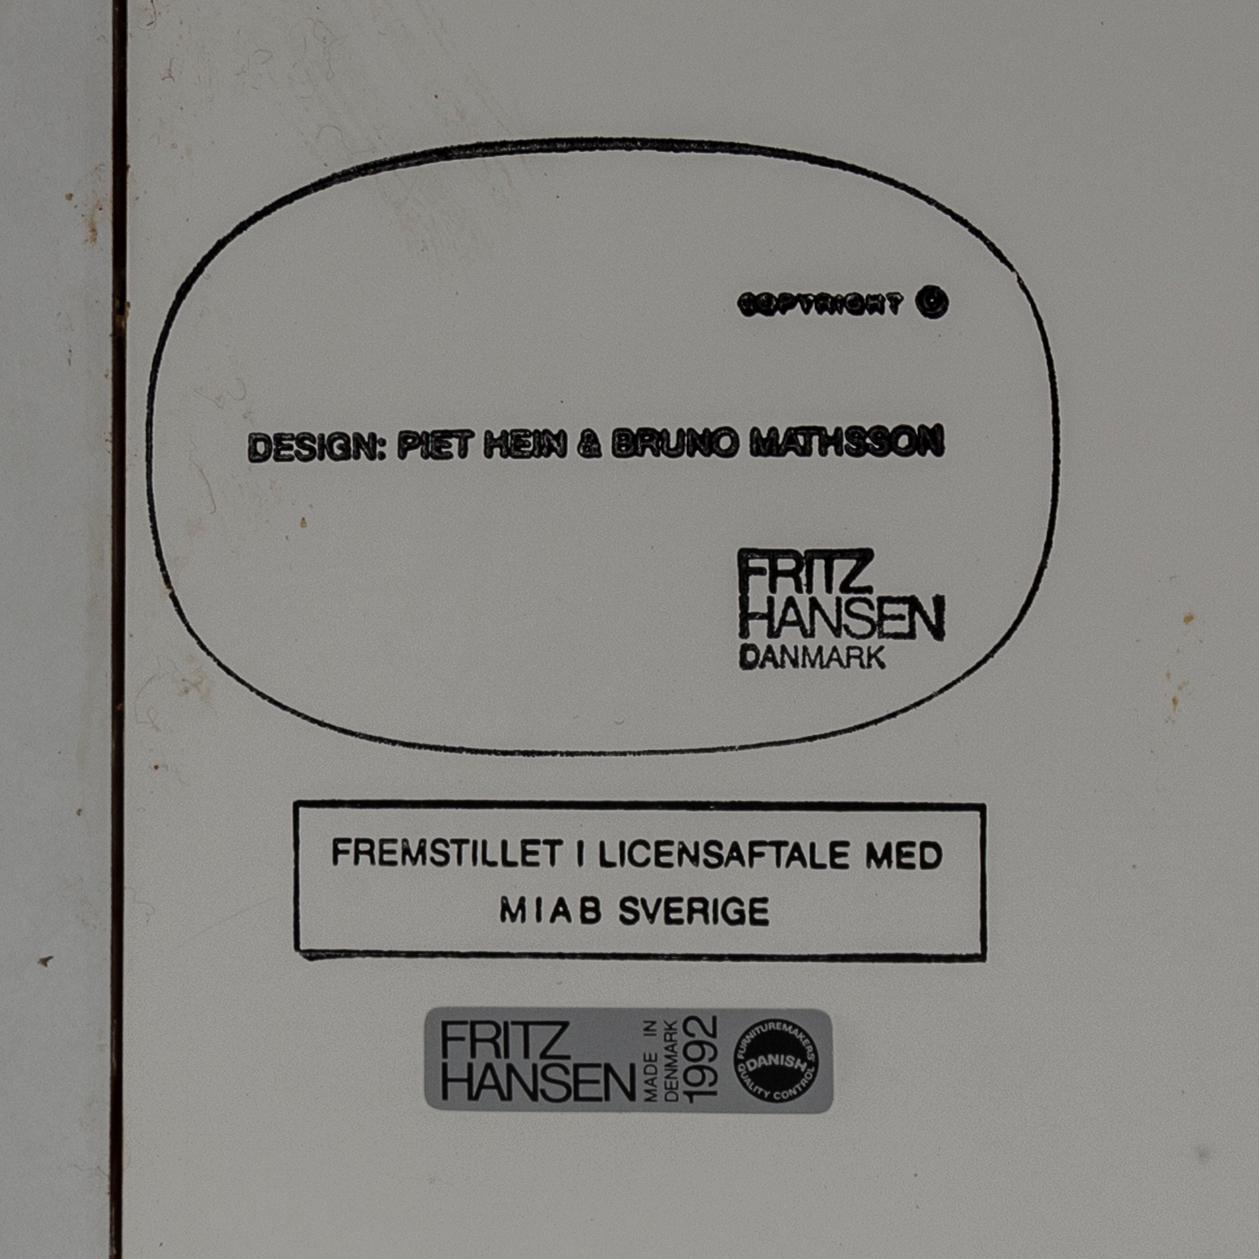 COPYRIGHT ©
DESIGN: PIET HEIN & BRUNO MATHSSON
FRITZ
HANSEN
DANMARK
FREMSTILLET I LICENSAFTALE MED
MIAB SVERIGE
FRITZ
HANSEN
MADE IN
DENMARK
1992
FURNITUREMAKERS'
DANISH
QUALITY CONTROL